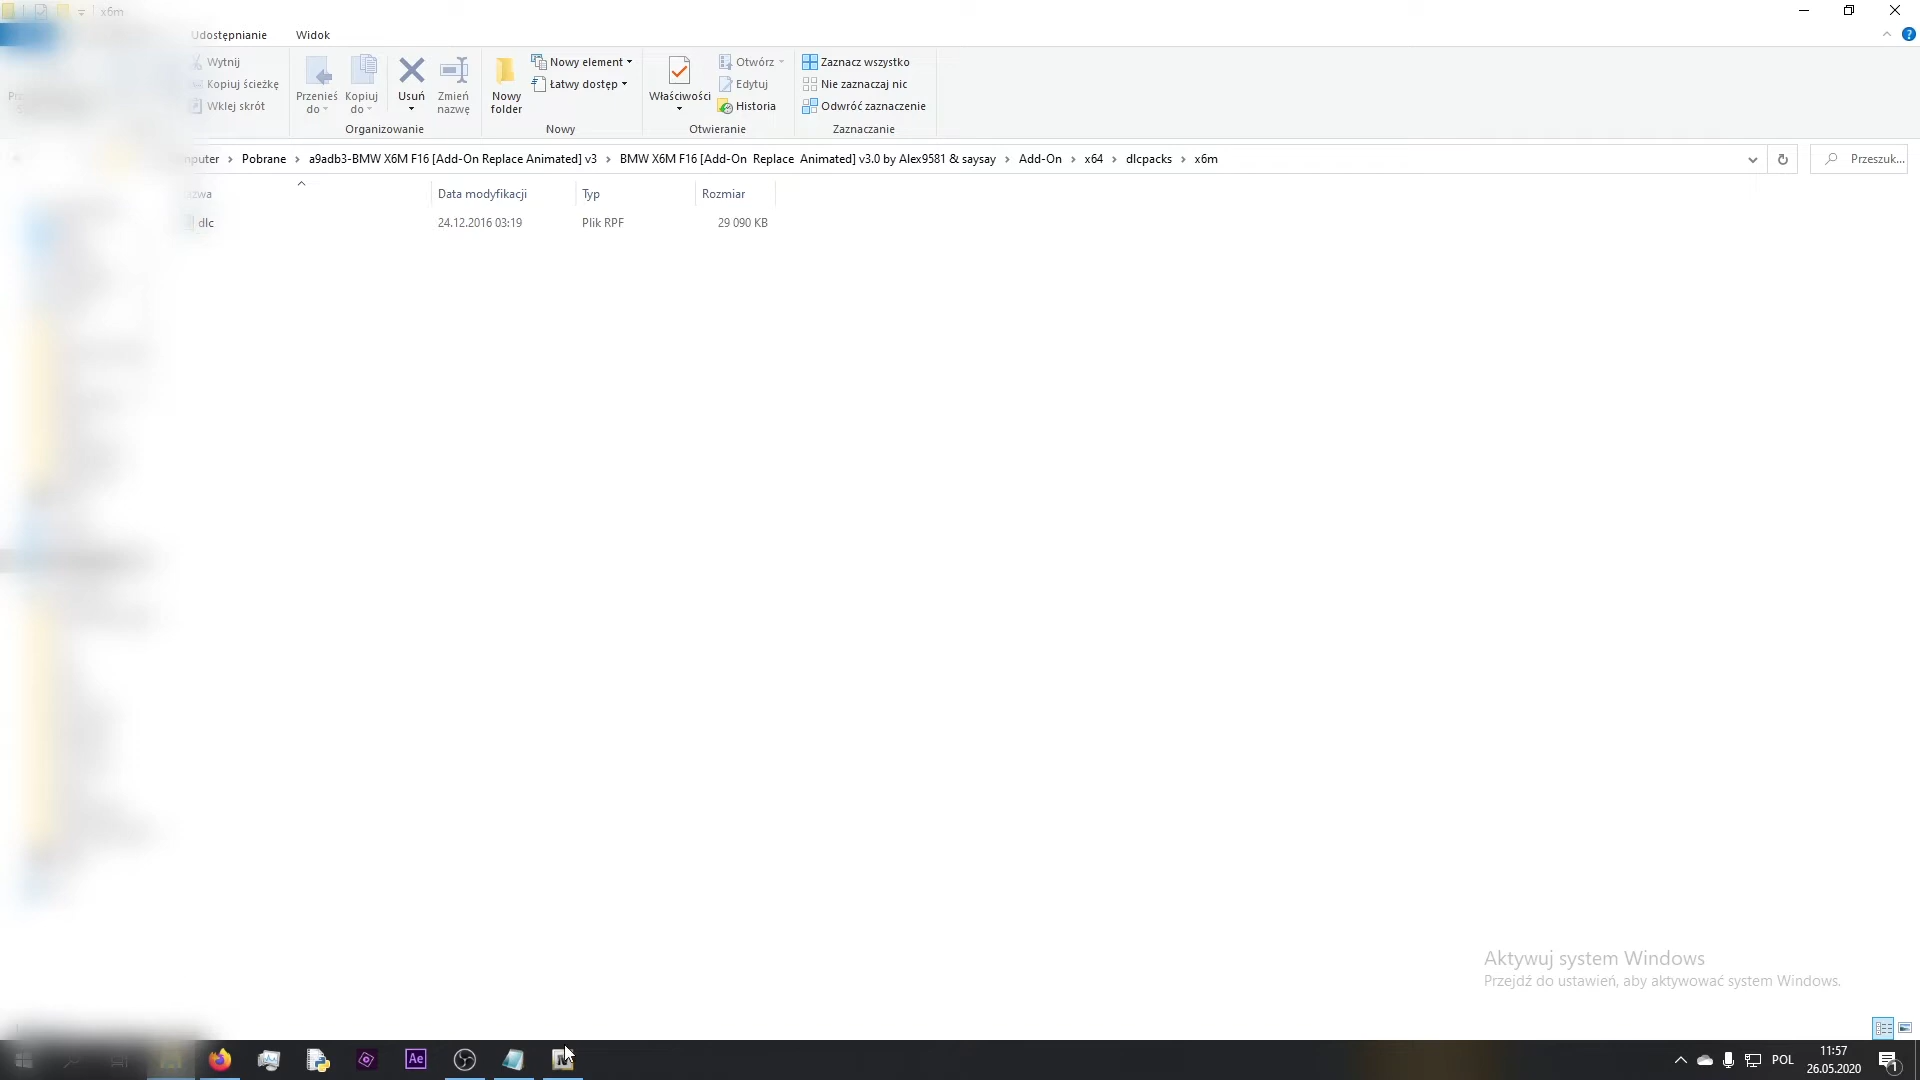 x6m
Udostępnianie Widok
Wytnij
Kopiuj ścieżkę
Wklej skrót
Przenieś do
Kopiuj do
Usuń
Zmień nazwę
Organizowanie
Nowy folder
Nowy element
Łatwy dostęp
Nowy
Właściwości
Otwórz
Edytuj
Historia
Otwieranie
Zaznacz wszystko
Nie zaznaczaj nic
Odwróć zaznaczenie
Zaznaczanie
Pobrane › a9adb3-BMW X6M F16 [Add-On Replace Animated] v3 › BMW X6M F16 [Add-On Replace Animated] v3.0 by Alex9581 & saysay › Add-On › x64 › dlcpacks › x6m
Przeszuk...
Data modyfikacji Typ Rozmiar
dlc 24.12.2016 03:19 Plik RPF 29 090 KB
Aktywuj system Windows
Przejdź do ustawień, aby aktywować system Windows.
Ae
POL
11:57
26.05.2020
1